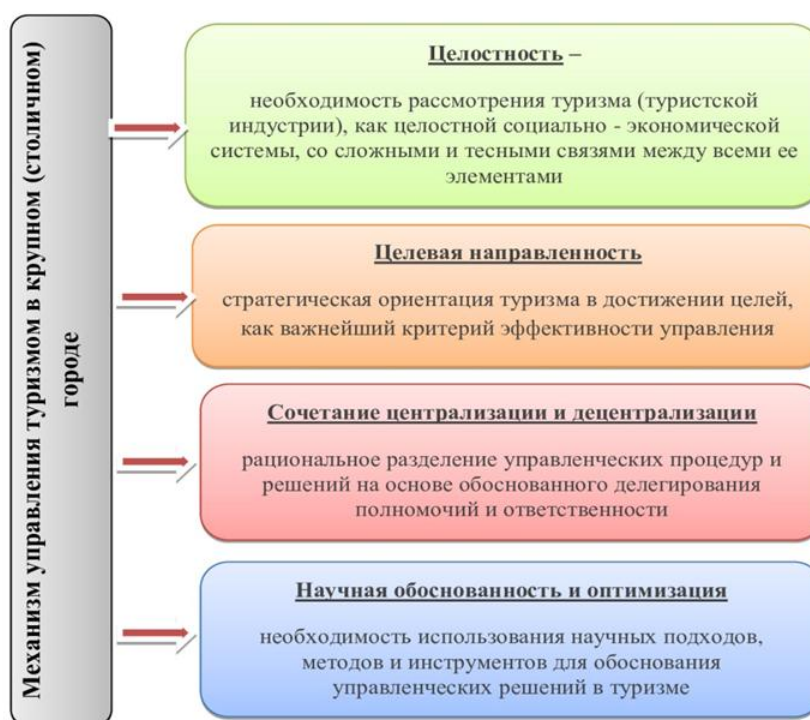 Механизм управления туризмом в крупном (столичном)
городе
Целостность –
необходимость рассмотрения туризма (туристской
индустрии), как целостной социально - экономической
системы, со сложными и тесными связями между всеми ее
элементами
Целевая направленность
стратегическая ориентация туризма в достижении целей,
как важнейший критерий эффективности управления
Сочетание централизации и децентрализации
рациональное разделение управленческих процедур и
решений на основе обоснованного делегирования
полномочий и ответственности
Научная обоснованность и оптимизация
необходимость использования научных подходов,
методов и инструментов для обоснования
управленческих решений в туризме